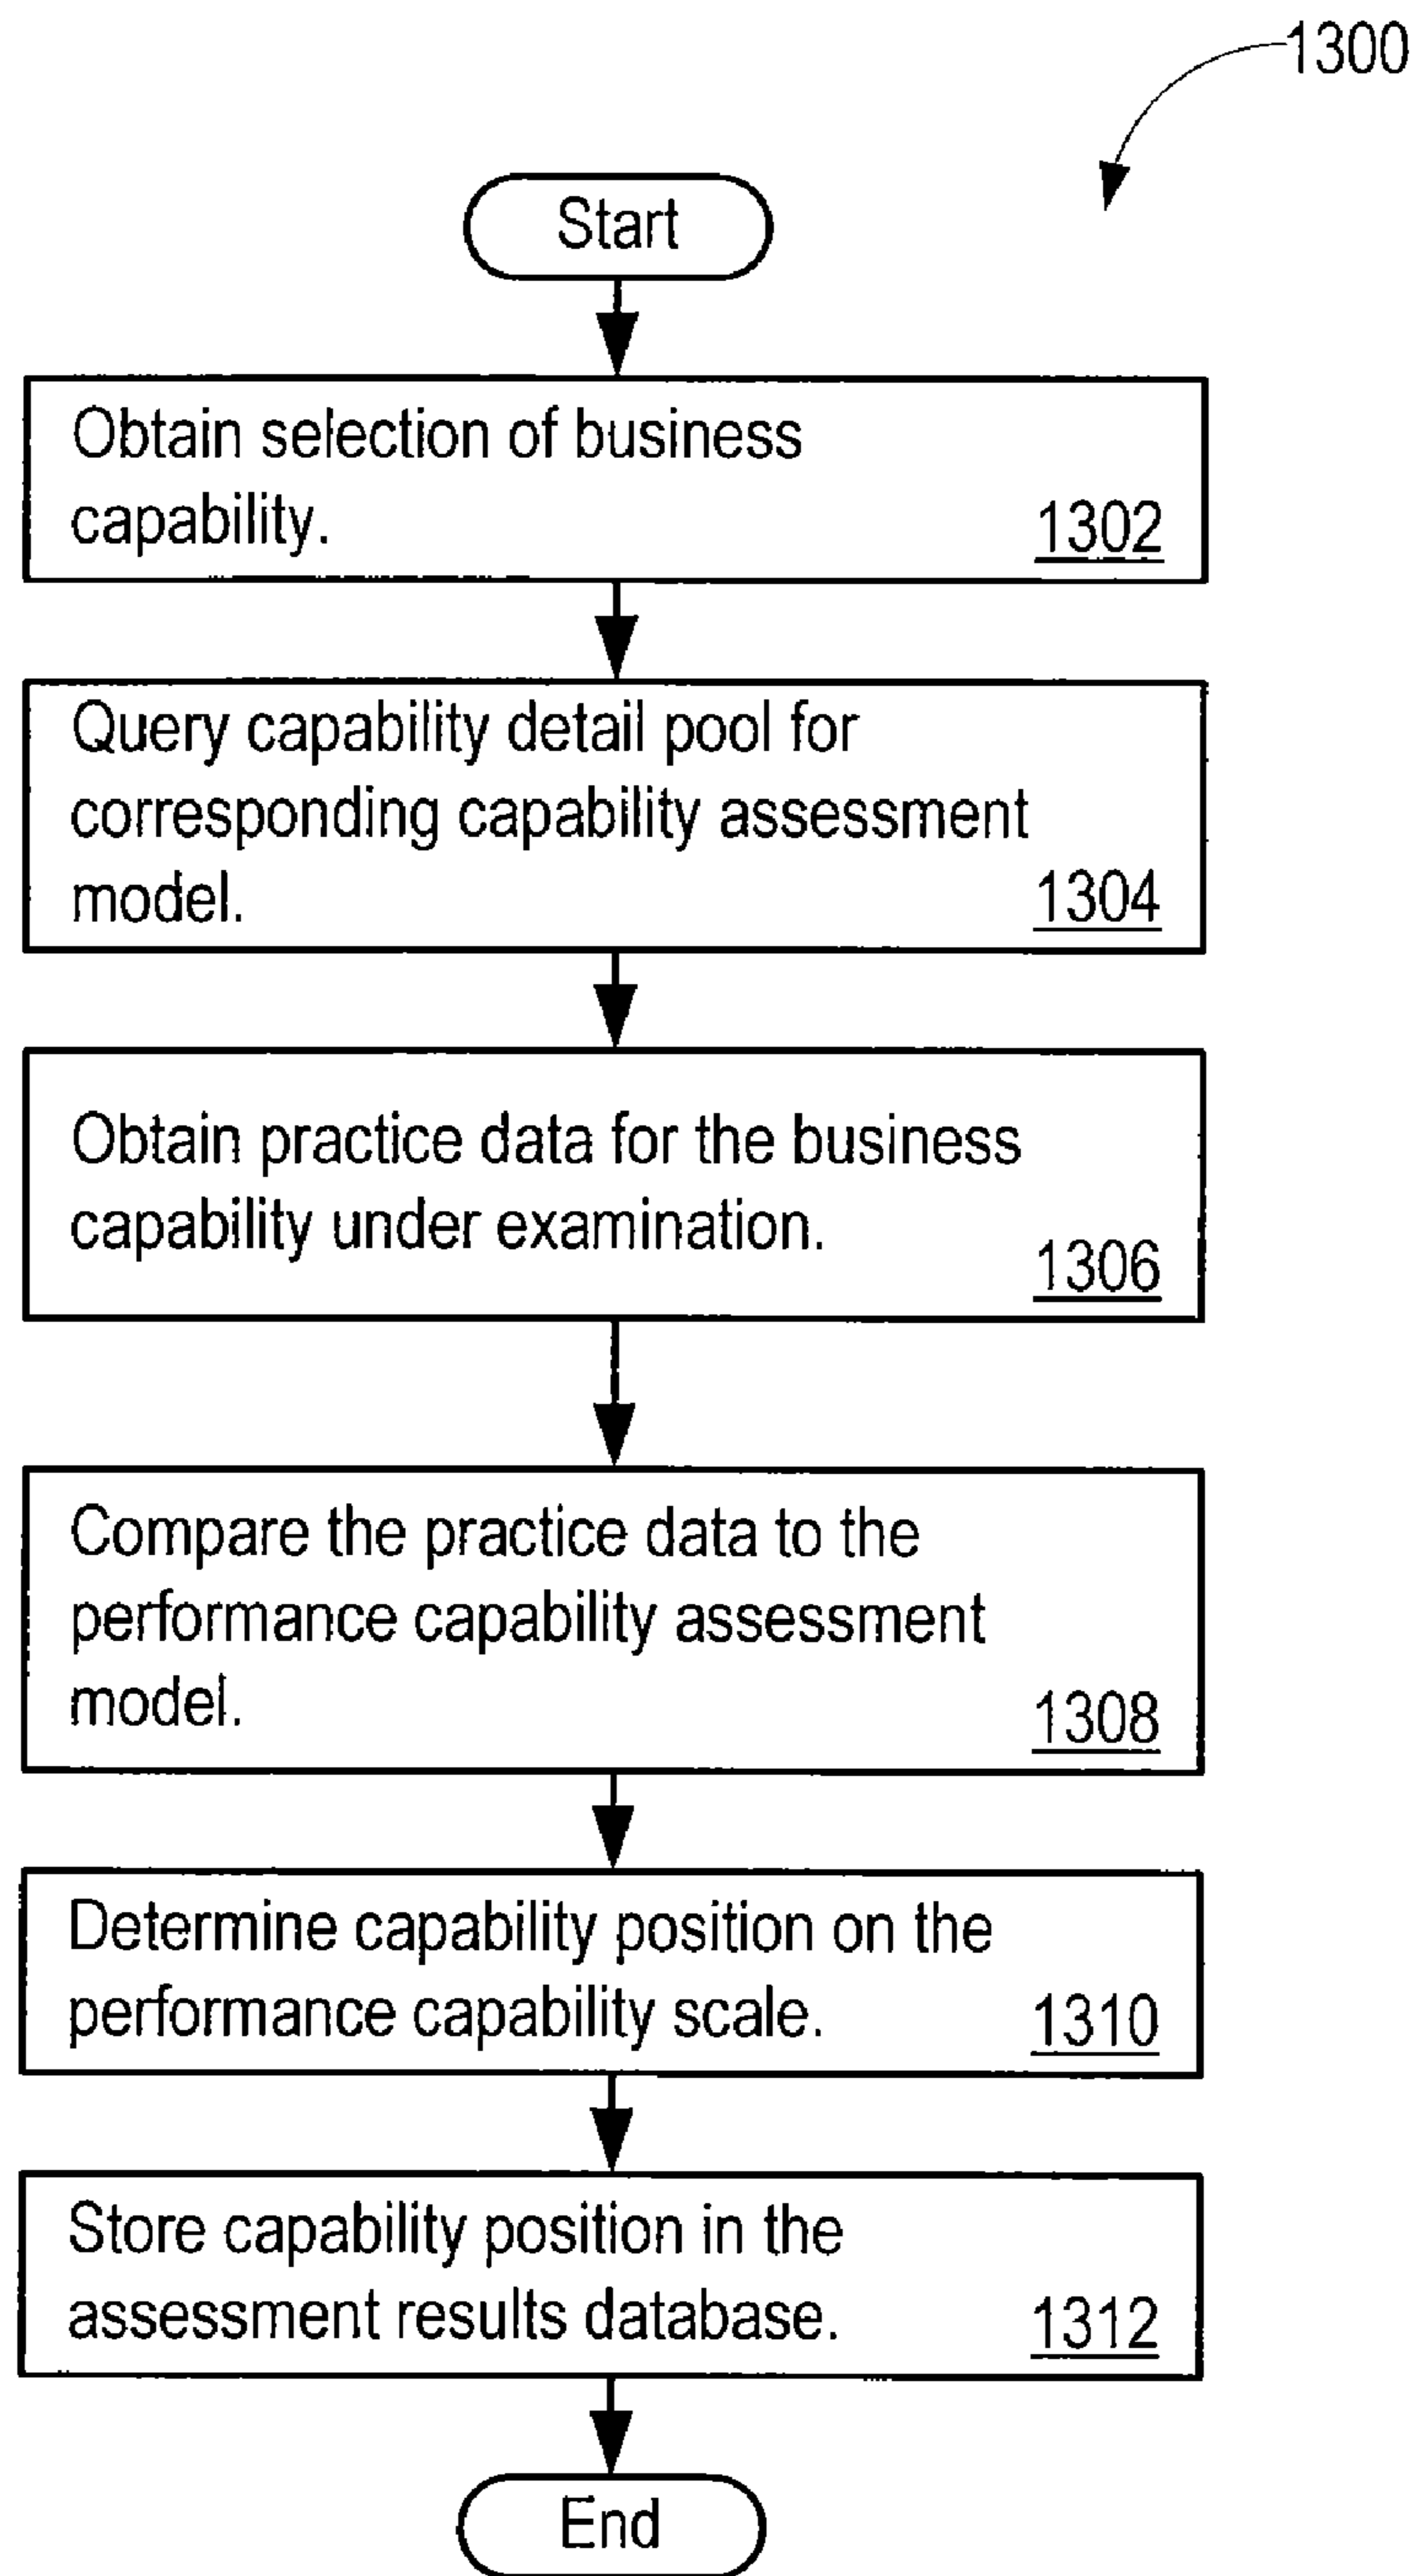 1300
Start
Obtain selection of business
capability.
1302
Query capability detail pool for
corresponding capability assessment
model.
1304
Obtain practice data for the business
capability under examination.
1306
Compare the practice data to the
performance capability assessment
model.
1308
Determine capability position on the
performance capability scale.
1310
Store capability position in the
assessment results database.
1312
End